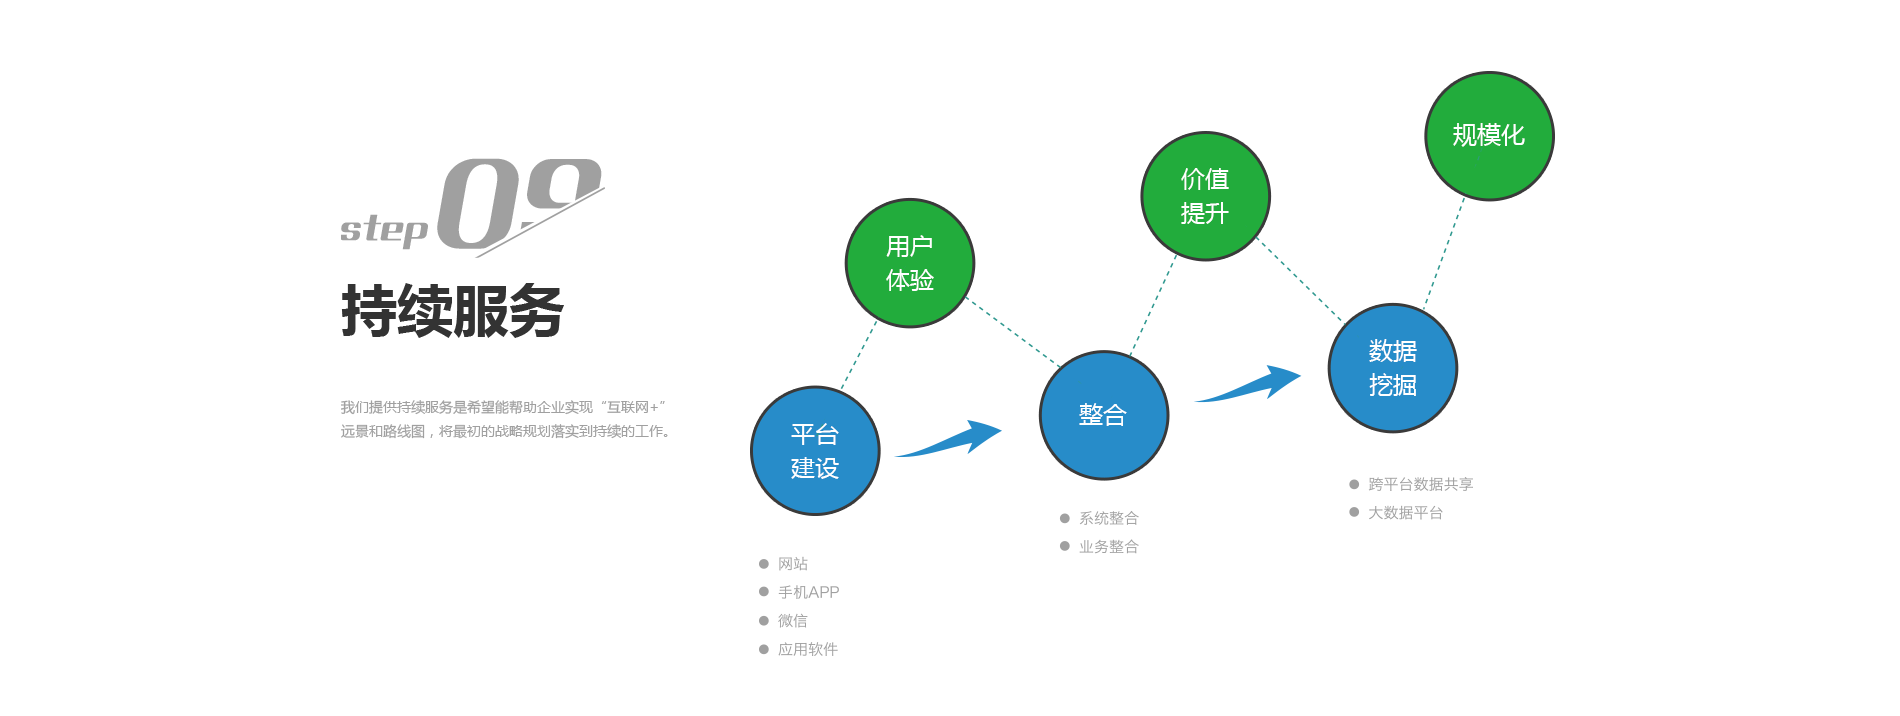 step 09
持续服务
我们提供持续服务是希望能帮助企业实现“互联网+”
远景和路线图，将最初的战略规划落实到持续的工作。
平台
建设
网站
手机APP
微信
应用软件
用户
体验
整合
系统整合
业务整合
价值
提升
数据
挖掘
跨平台数据共享
大数据平台
规模化